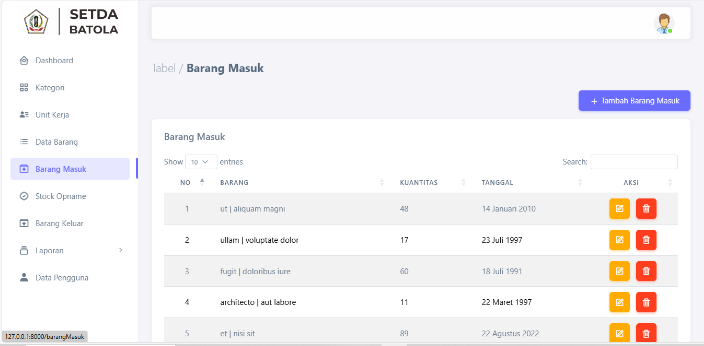 SETDA
BATOLA
Dashboard
Kategori
Unit Kerja
Data Barang
Barang Masuk
Stock Opname
Barang Keluar
Laporan
Data Pengguna
127.0.0.1:8000/barangMasuk
label / Barang Masuk
+ Tambah Barang Masuk
Barang Masuk
Show 10 entries Search:
NO BARANG KUANTITAS TANGGAL AKSI
1 ut | aliquam magni 48 14 Januari 2010
2 ullam | voluptate dolor 17 23 Juli 1997
3 fugit | doloribus iure 60 18 Juli 1991
4 architecto | aut labore 11 22 Maret 1997
5 et | nisi sit 89 22 Agustus 2022